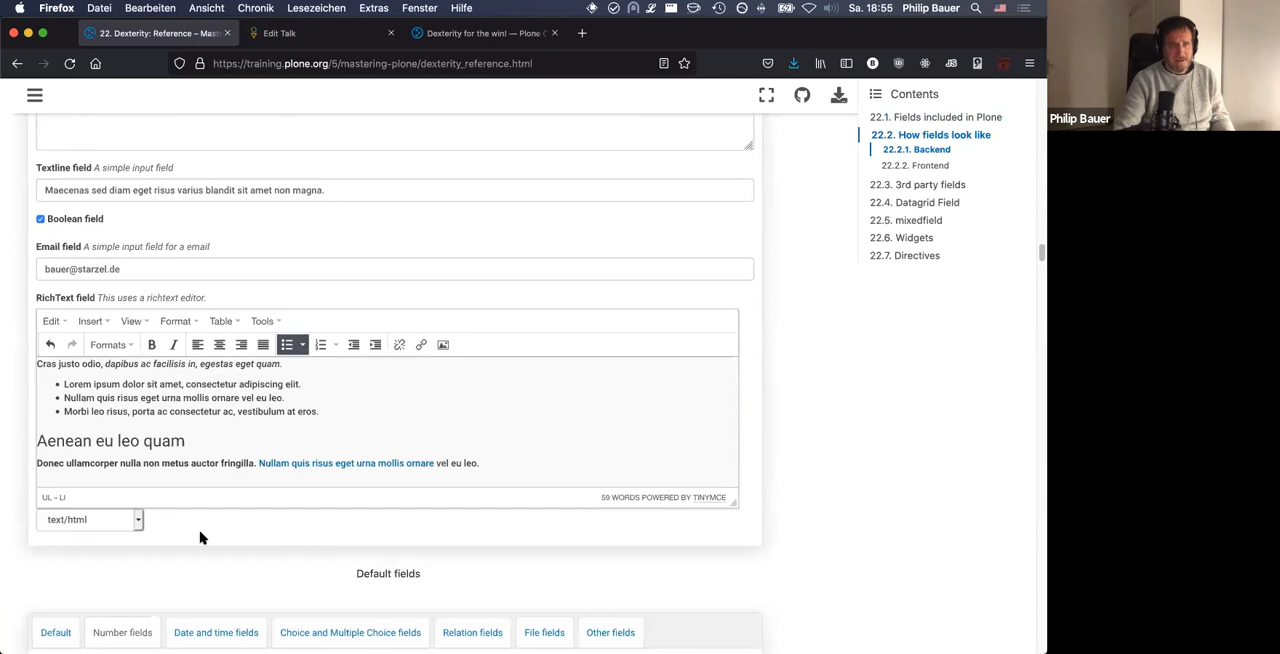 Firefox Datei Bearbeiten Ansicht Chronik Lesezeichen Extras Fenster Hilfe Sa. 18:55 Philip Bauer
22. Dexterity: Reference – Mast
Edit Talk
Dexterity for the win! — Plone C
https://training.plone.org/5/mastering-plone/dexterity_reference.html
Philip Bauer
Contents
22.1. Fields included in Plone
22.2. How fields look like
22.2.1. Backend
22.2.2. Frontend
22.3. 3rd party fields
22.4. Datagrid Field
22.5. mixedfield
22.6. Widgets
22.7. Directives
Textline field A simple input field
Maecenas sed diam eget risus varius blandit sit amet non magna.
Boolean field
Email field A simple input field for a email
bauer@starzel.de
RichText field This uses a richtext editor.
Edit Insert View Format Table Tools
Formats B I
Cras justo odio, dapibus ac facilisis in, egestas eget quam.
Lorem ipsum dolor sit amet, consectetur adipiscing elit.
Nullam quis risus eget urna mollis ornare vel eu leo.
Morbi leo risus, porta ac consectetur ac, vestibulum at eros.
Aenean eu leo quam
Donec ullamcorper nulla non metus auctor fringilla. Nullam quis risus eget urna mollis ornare vel eu leo.
UL » LI 59 WORDS POWERED BY TINYMCE
text/html
Default fields
Default Number fields Date and time fields Choice and Multiple Choice fields Relation fields File fields Other fields